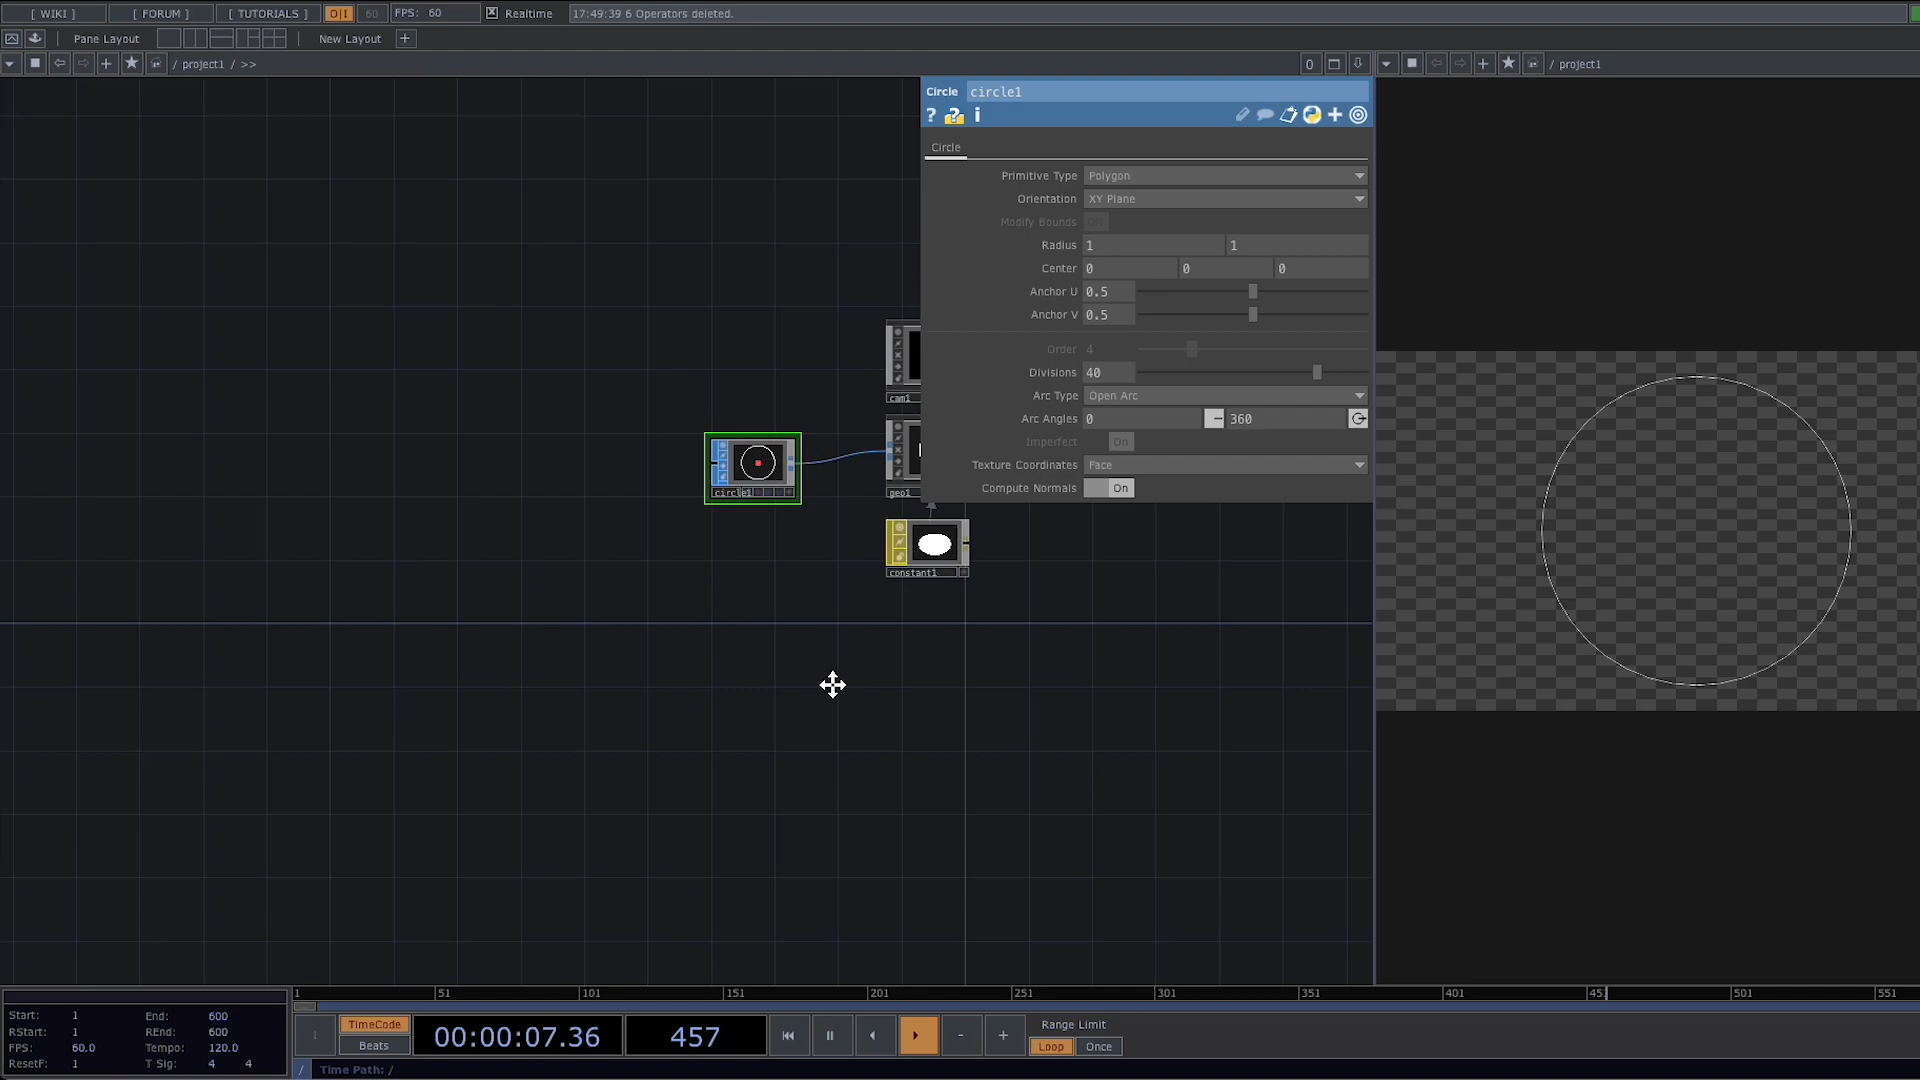 [ WIKI ] [ FORUM ] [ TUTORIALS ] O|I 60 FPS: 60 Realtime 17:49:39 6 Operators deleted.
Pane Layout New Layout +
/ project1 / >> 0 / project1
Circle circle1
? ? i
Circle
Primitive Type Polygon
Orientation XY Plane
Modify Bounds
Radius 1 1
Center 0 0 0
Anchor U 0.5
Anchor V 0.5
Order 4
Divisions 40
Arc Type Open Arc
Arc Angles 0 360
Imperfect On
Texture Coordinates Face
Compute Normals On
cam1
circle1
geo1
constant1
1 51 101 151 201 251 301 351 401 451 501 551
Start: 1 End: 600
RStart: 1 REnd: 600
FPS: 60.0 Tempo: 120.0
ResetF: 1 T Sig: 4 4
TimeCode
Beats
00:00:07.36
457
- +
Range Limit
Loop Once
/ Time Path: /